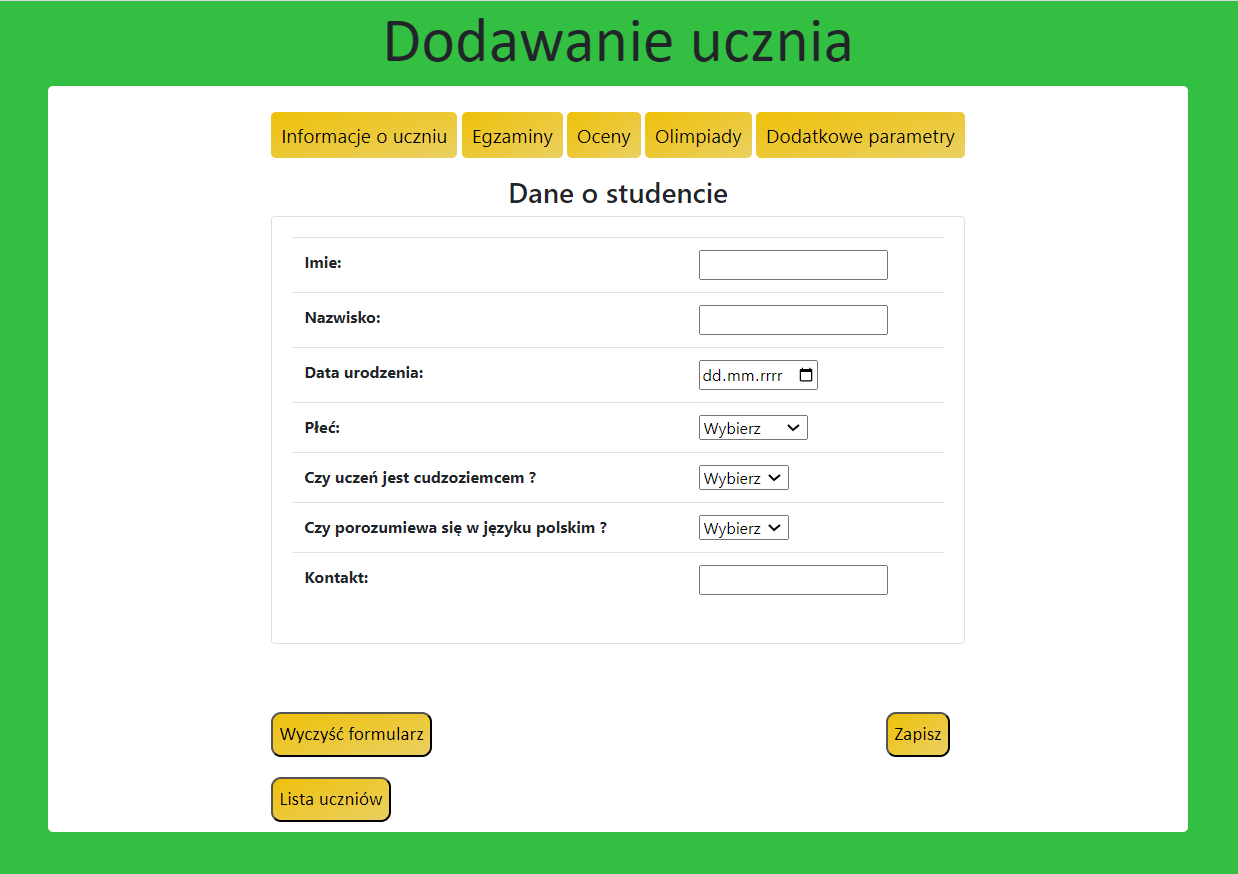 Dodawanie ucznia
Informacje o uczniu Egzaminy Oceny Olimpiady Dodatkowe parametry
Dane o studencie
Imie:
Nazwisko:
Data urodzenia: dd.mm.rrrr
Płeć: Wybierz
Czy uczeń jest cudzoziemcem ? Wybierz
Czy porozumiewa się w języku polskim ? Wybierz
Kontakt:
Wyczyść formularz Zapisz
Lista uczniów